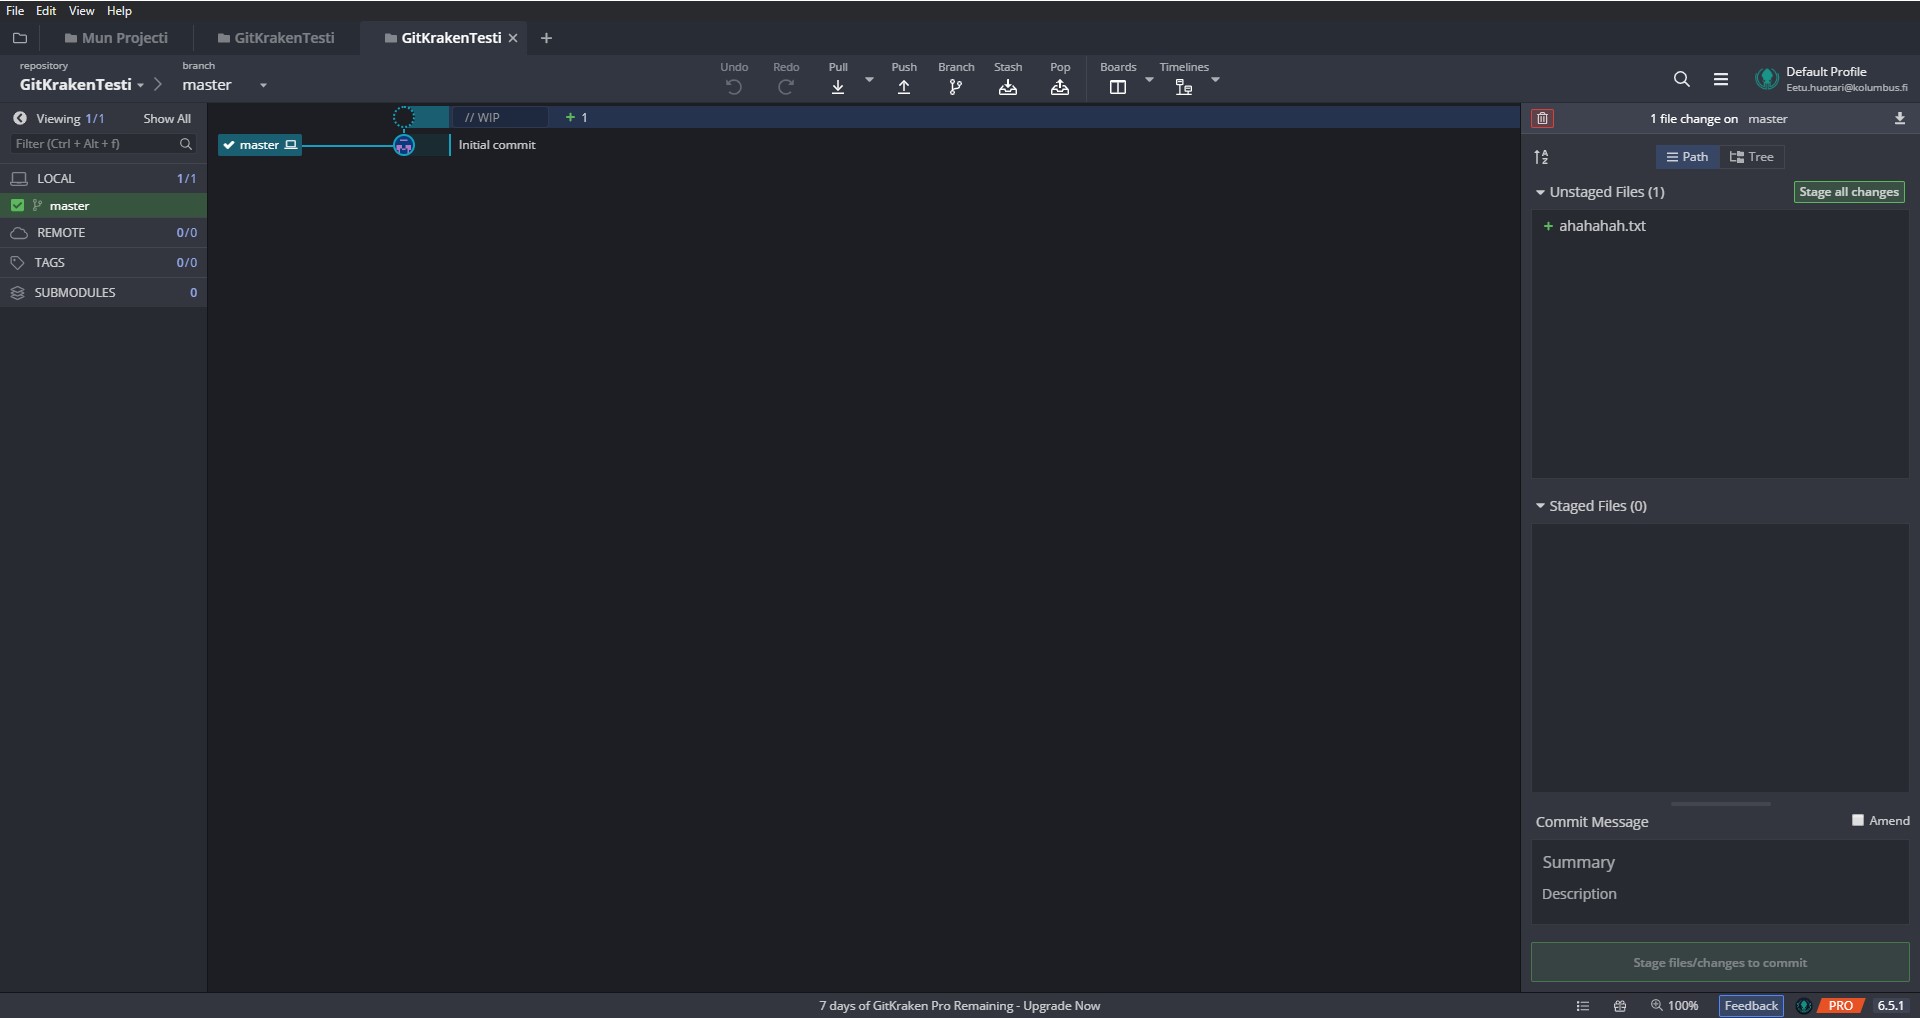 File Edit View Help
Mun Projecti GitKrakenTesti GitKrakenTesti
repository branch
GitKrakenTesti master
Undo Redo Pull Push Branch Stash Pop Boards Timelines
Default Profile
Eetu.huotari@kolumbus.fi
Viewing 1/1 Show All
Filter (Ctrl + Alt + f)
LOCAL 1/1
master
REMOTE 0/0
TAGS 0/0
SUBMODULES 0
// WIP + 1
master Initial commit
1 file change on master
Path Tree
Unstaged Files (1) Stage all changes
+ ahahahah.txt
Staged Files (0)
Commit Message Amend
Summary
Description
Stage files/changes to commit
7 days of GitKraken Pro Remaining - Upgrade Now 100% Feedback PRO 6.5.1